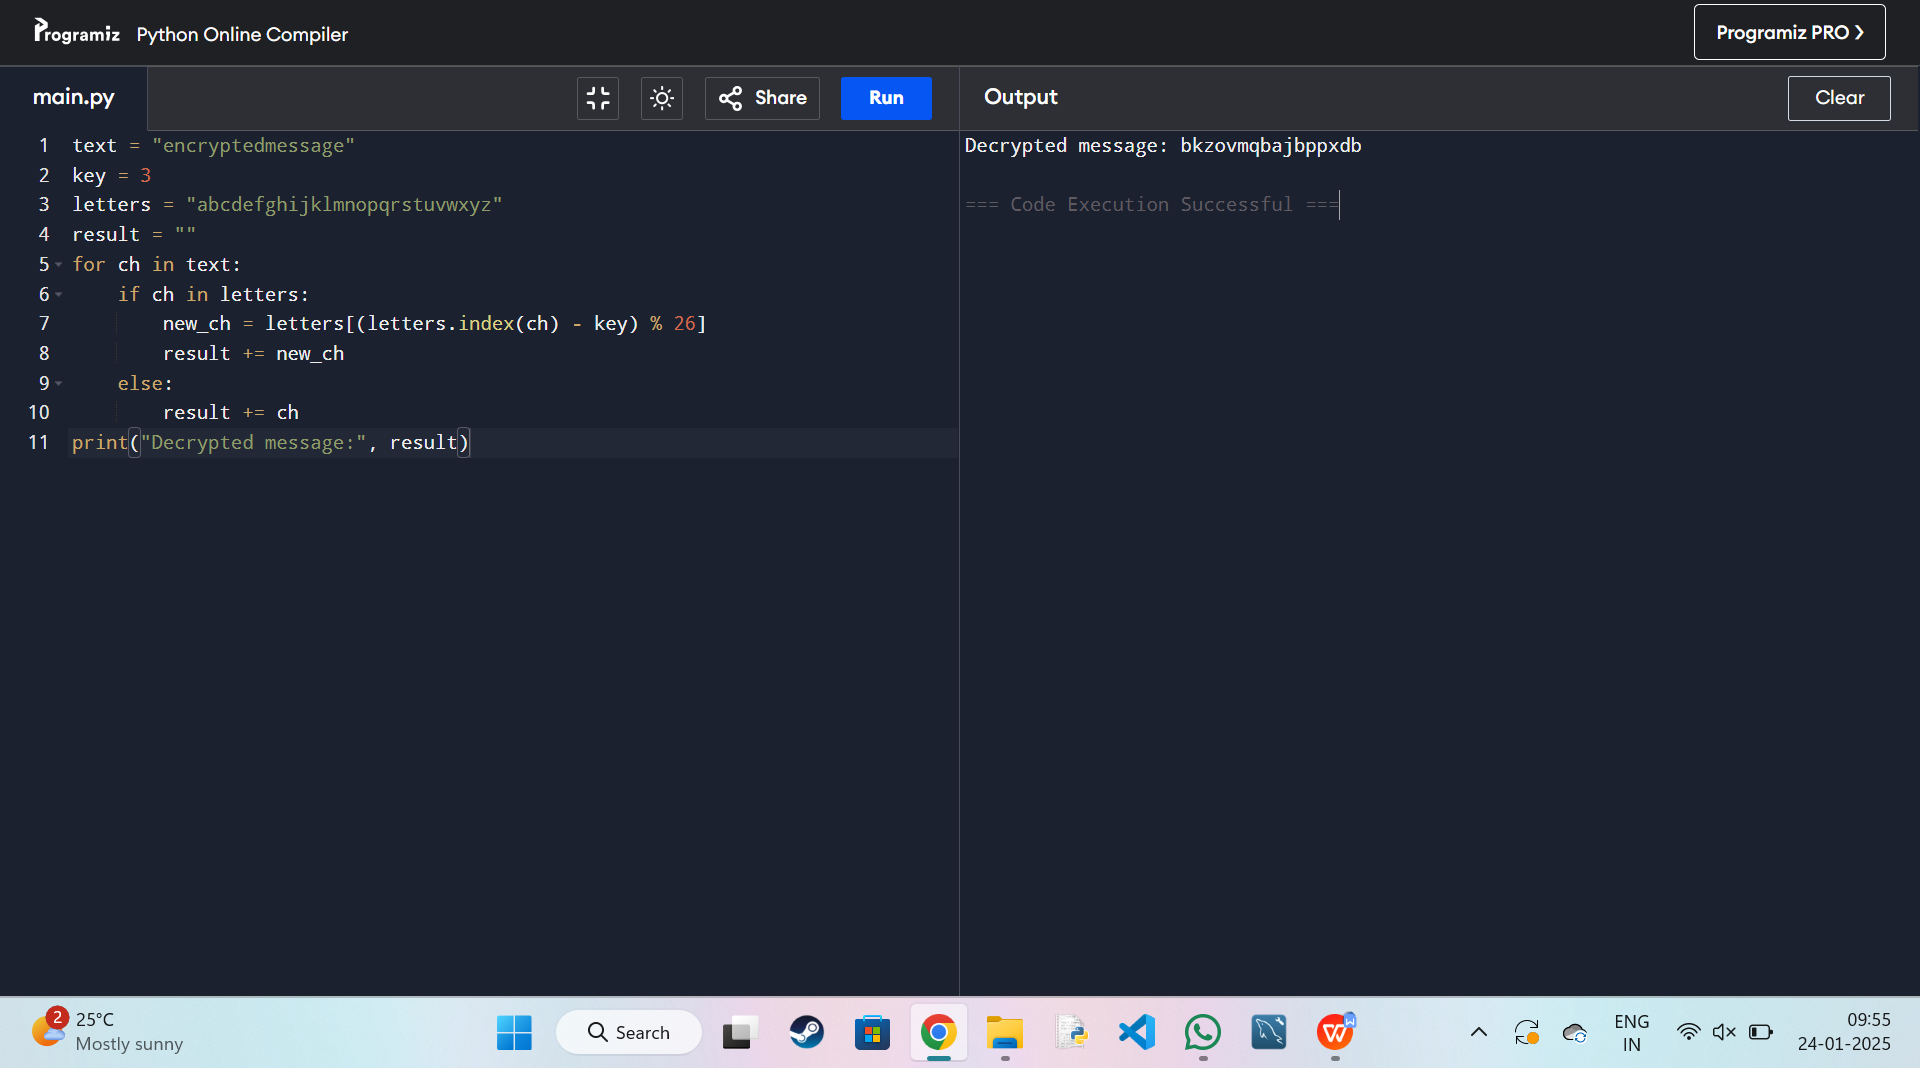 Programiz Python Online Compiler
Programiz PRO ❯
main.py
Share
Run
Output
Clear
1 text = "encryptedmessage"
2 key = 3
3 letters = "abcdefghijklmnopqrstuvwxyz"
4 result = ""
5 for ch in text:
6     if ch in letters:
7         new_ch = letters[(letters.index(ch) - key) % 26]
8         result += new_ch
9     else:
10         result += ch
11 print("Decrypted message:", result)
Decrypted message: bkzovmqbajbppxdb
=== Code Execution Successful ===
2
25°C
Mostly sunny
Search
W
W
ENG
IN
09:55
24-01-2025